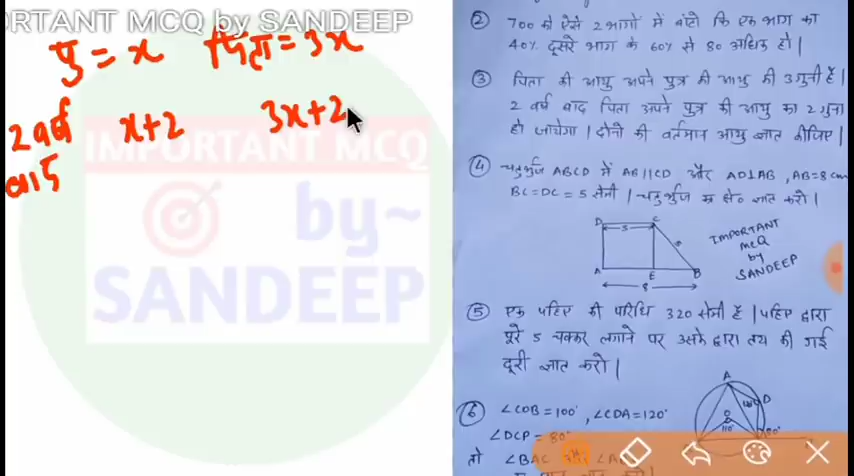 ORTANT MCQ by SANDEEP
पु = x पिता = 3x
2 वर्ष x+2 3x+2
बाद
IMPORTANT MCQ
by~
SANDEEP
② 700 को ऐसे 2 भागों में बांटो कि एक भाग का
40% दूसरे भाग के 60% से 80 अधिक हो |
③ पिता की आयु अपने पुत्र की आयु की 3 गुनी है |
2 वर्ष बाद पिता अपने पुत्र की आयु का 2 गुना
हो जायेगा | दोनो की वर्तमान आयु ज्ञात कीजिए |
④ चतुर्भुज ABCD में AB||CD और AD⊥AB, AB=8 cm
BC=DC=5 सेमी | चतुर्भुज का क्षे० ज्ञात करो |
D C
5
5
A E B
8
IMPORTANT
MCQ
by
SANDEEP
⑤ एक पहिए की परिधि 320 सेमी है | पहिए द्वारा
पूरे 5 चक्कर लगाने पर उसके द्वारा तय की गई
दूरी ज्ञात करो |
⑥ ∠COB=100°, ∠CDA=120°
∠DCP=80°
तो ∠BAC
A
D
O